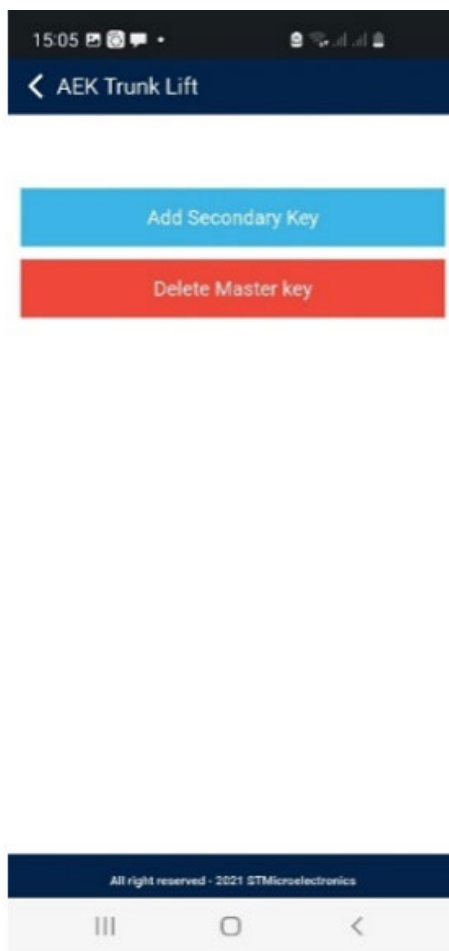 15:05
AEK Trunk Lift
Add Secondary Key
Delete Master key
All right reserved - 2021 STMicroelectronics